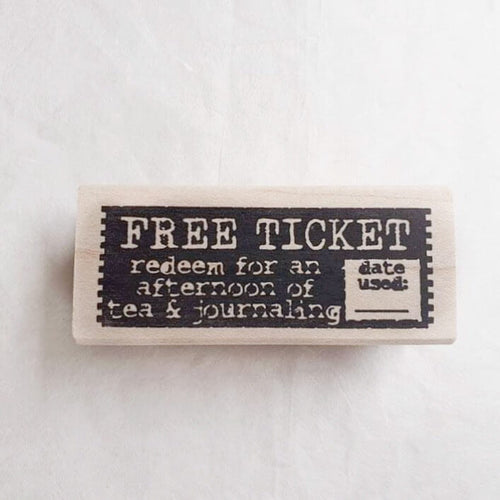 FREE TICKET
redeem for an
afternoon of
tea & journaling
date
used: